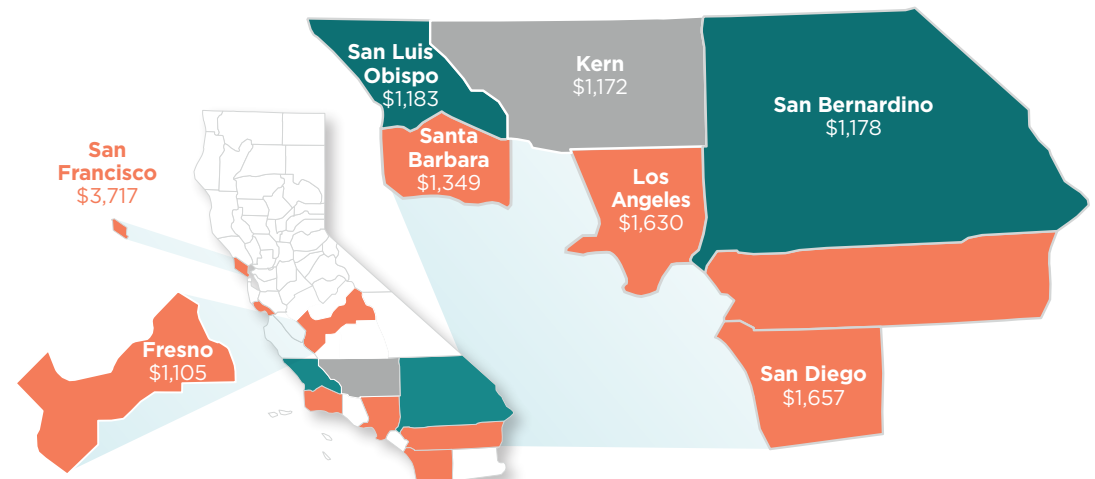 San Luis
Obispo
$1,183
Kern
$1,172
San Bernardino
$1,178
Santa
Barbara
$1,349
San
Francisco
$3,717
Los
Angeles
$1,630
Fresno
$1,105
San Diego
$1,657